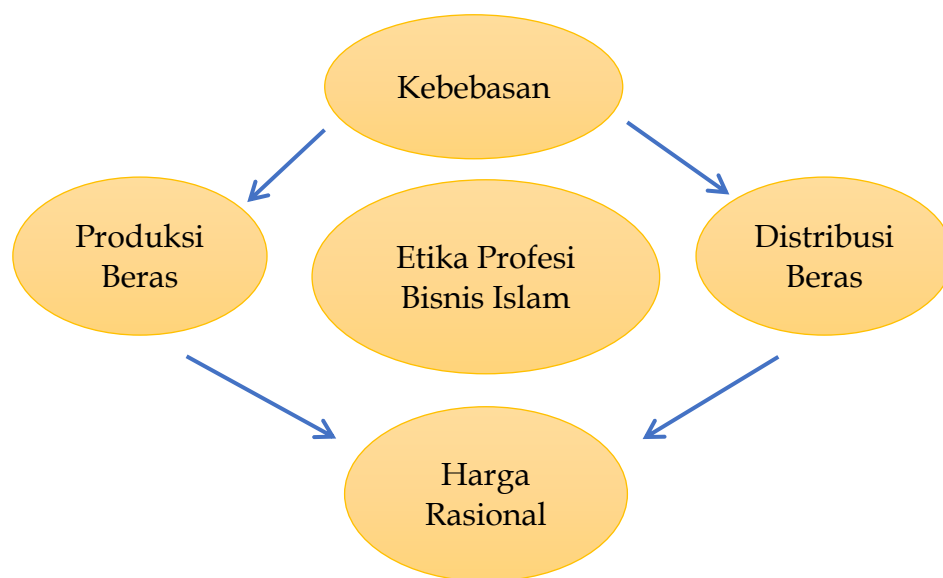 Kebebasan
Produksi
Beras
Etika Profesi
Bisnis Islam
Distribusi
Beras
Harga
Rasional